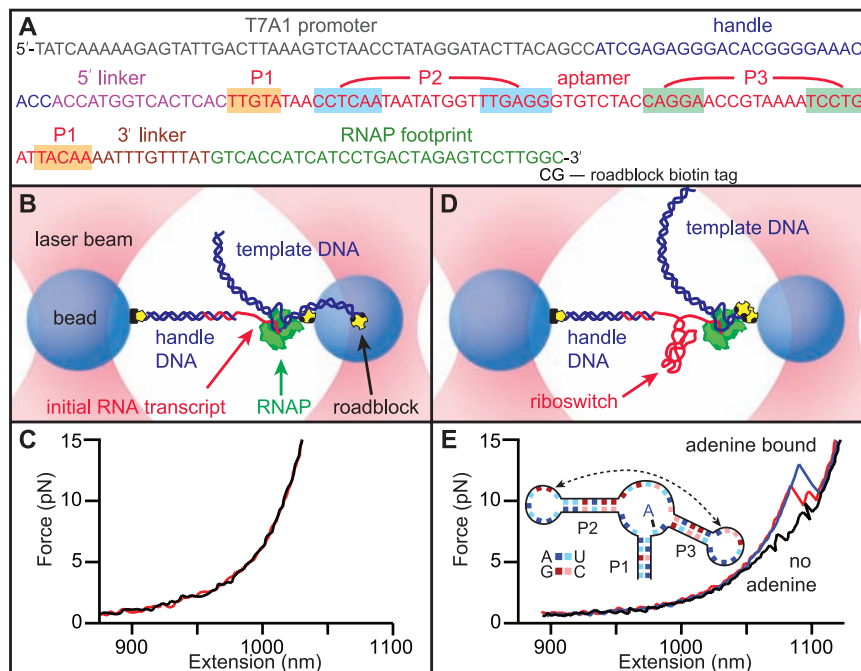 A
T7A1 promoter handle
5′-TATCAAAAAGAGTATTGACTTAAAGTCTAACCTATAGGATACTTACAGCCATCGAGAGGGACACGGGGAAAC
5′ linker P1 P2 aptamer P3
ACCACCATGGTCACTCACTTGTATAACCTCAATAATATGGTTTGAGGGTGTCTACCAGGAACCGTAAAATCCTG
P1 3′ linker RNAP footprint
ATTACAAAATTTGTTTATGTCACCATCATCCTGACTAGAGTCCTTGGC-3′
CG — roadblock biotin tag
B
laser beam
template DNA
bead
handle DNA
initial RNA transcript
RNAP
roadblock
D
template DNA
handle DNA
riboswitch
C
15
10
5
0
Force (pN)
900 1000 1100
Extension (nm)
E
15
10
5
0
Force (pN)
adenine bound
A
P2
P3
P1
A U
G C
no adenine
900 1000 1100
Extension (nm)